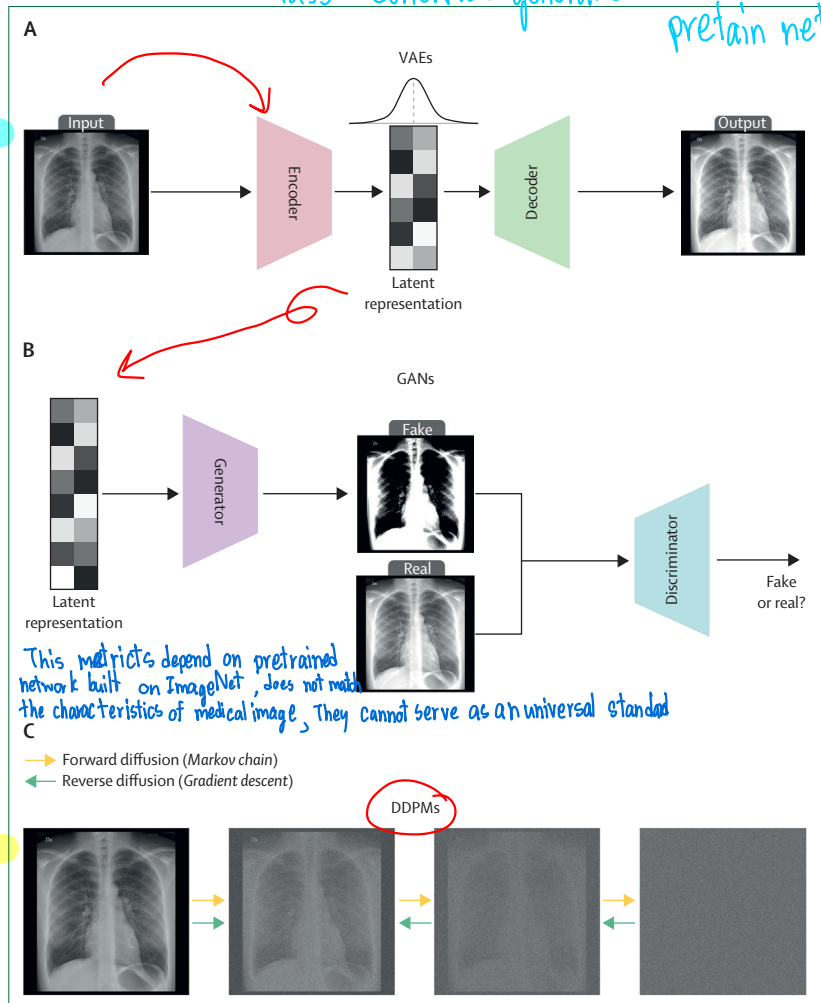 pretain net
A
VAEs
Input
Output
Encoder
Decoder
Latent
representation
B
GANs
Fake
Generator
Real
Discriminator
Fake
or real?
Latent
representation
This metricts depend on pretrained
network built on ImageNet, does not match
the characteristics of medical image, They cannot serve as an universal standard
C
Forward diffusion (Markov chain)
Reverse diffusion (Gradient descent)
DDPMs